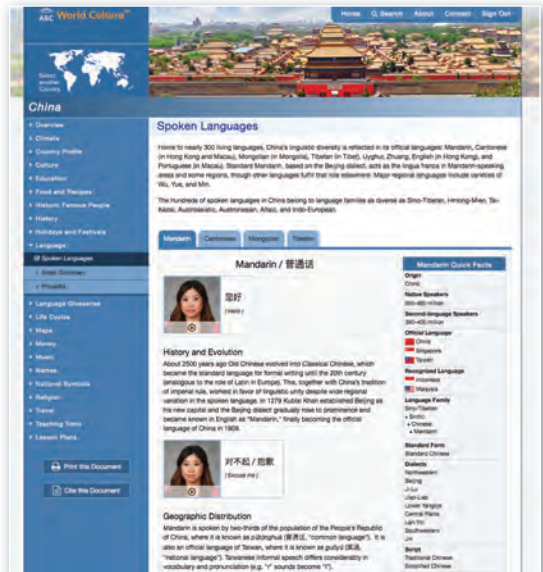 ABC World Culture
Home Search About Contact Sign Out
Select
another
Country
China
Overview
Climate
Country Profile
Culture
Education
Food and Recipes
Historic Famous People
History
Holidays and Festivals
Language
Spoken Languages
Proverbs
Language Glossaries
Life Cycles
Maps
Money
Music
Names
National Symbols
Religion
Travel
Teaching Tools
Lesson Plans
Print this Document
Cite this Document
Spoken Languages
Home to nearly 300 living languages, China's linguistic diversity is reflected in its official languages: Mandarin, Cantonese
(in Hong Kong and Macau), Mongolian (in Mongolia), Tibetan (in Tibet), Uyghur, Zhuang, English (in Hong Kong), and
Portuguese (in Macau). Standard Mandarin, based on the Beijing dialect, acts as the lingua franca in Mandarin-speaking
areas and some regions, though other languages fulfil that role elsewhere. Major regional languages include varieties of
Wu, Yue, and Min.
The hundreds of spoken languages in China belong to language families as diverse as Sino-Tibetan, Hmong-Mien, Tai-
Kadai, Austroasiatic, Austronesian, Altaic, and Indo-European.
Mandarin Cantonese Mongolian Tibetan
Mandarin / 普通话
您好
(Hello)
History and Evolution
About 2500 years ago Old Chinese evolved into Classical Chinese, which
became the standard language for formal writing until the 20th century
(analogous to the role of Latin in Europe). This, together with China's tradition
of imperial rule, worked in favor of linguistic unity despite wide regional
variation in the spoken language. In 1279 Kublai Khan established Beijing as
his new capital and the Beijing dialect gradually rose to prominence and
became known in English as "Mandarin," finally becoming the official
language of China in 1909.
对不起 / 抱歉
(Excuse me)
Geographic Distribution
Mandarin is spoken by two-thirds of the population of the People's Republic
of China, where it is known as pǔtōnghuà (普通话, "common language"). It is
also an official language of Taiwan, where it is known as guóyǔ (国语,
"national language"). Taiwanese informal speech differs considerably in
vocabulary and pronunciation (e.g. "r" sounds become "l").
Mandarin Quick Facts
Origin
China
Native Speakers
Second-language Speakers
Official Language
China
Singapore
Taiwan
Recognized Language
Indonesia
Malaysia
Language Family
Sino-Tibetan
Sinitic
Chinese
Mandarin
Standard Form
Standard Chinese
Dialects
Northeastern
Beijing
Ji-Lu
Jiao-Liao
Lower Yangtze
Central Plains
Lan-Yin
Southwestern
Jin
Script
Traditional Chinese
Simplified Chinese